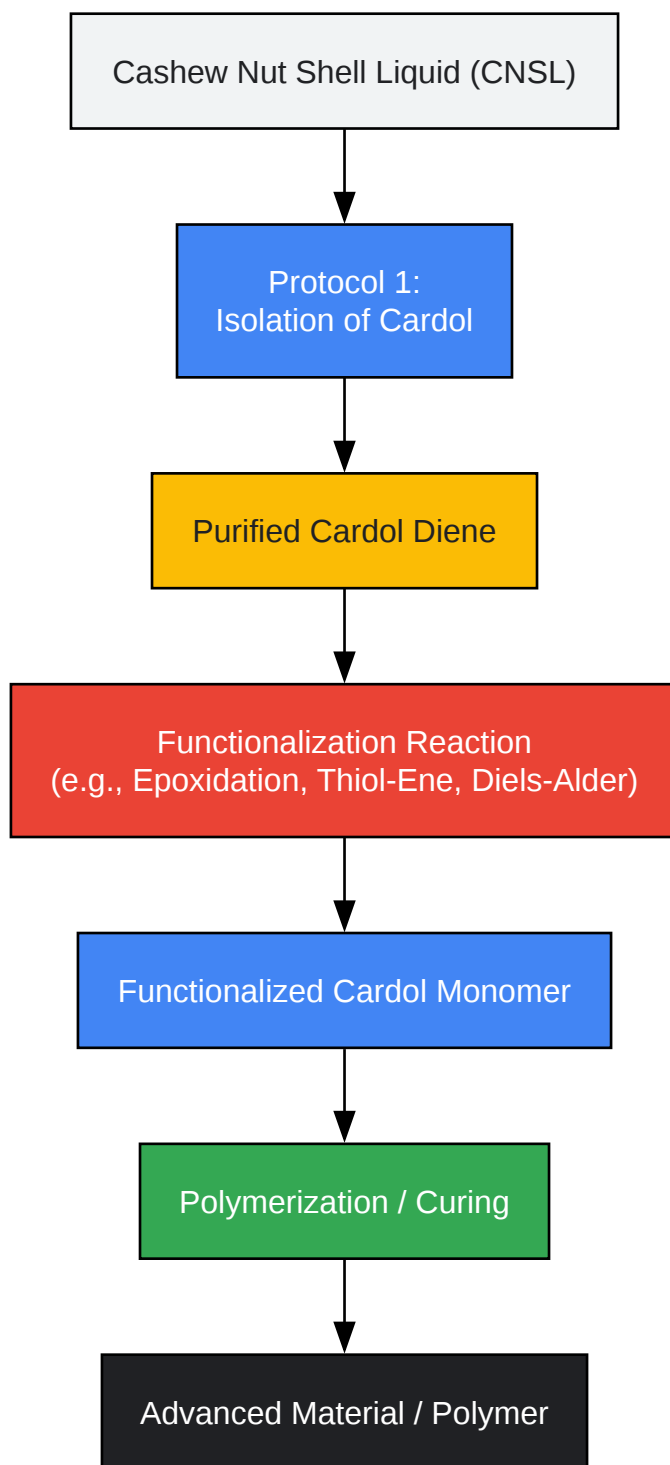 Cashew Nut Shell Liquid (CNSL)
Protocol 1:
Isolation of Cardol
Purified Cardol Diene
Functionalization Reaction
(e.g., Epoxidation, Thiol-Ene, Diels-Alder)
Functionalized Cardol Monomer
Polymerization / Curing
Advanced Material / Polymer